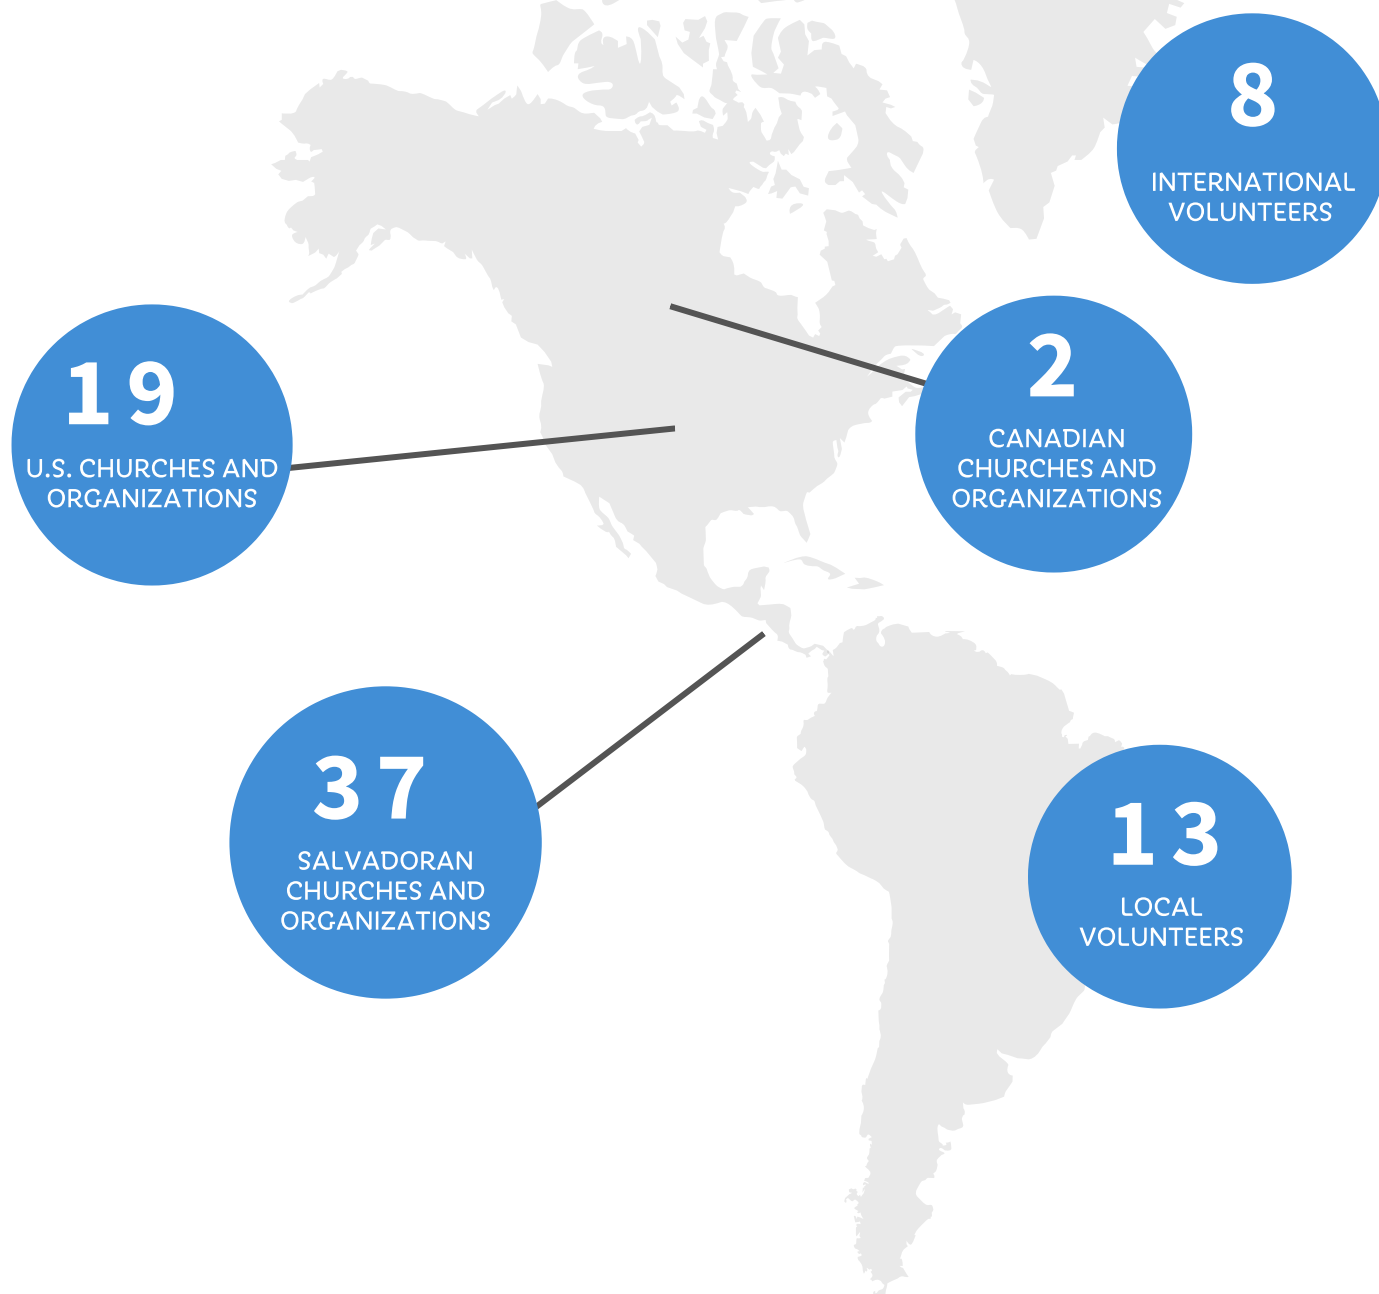 8
INTERNATIONAL
VOLUNTEERS
19
U.S. CHURCHES AND
ORGANIZATIONS
2
CANADIAN
CHURCHES AND
ORGANIZATIONS
37
SALVADORAN
CHURCHES AND
ORGANIZATIONS
13
LOCAL
VOLUNTEERS